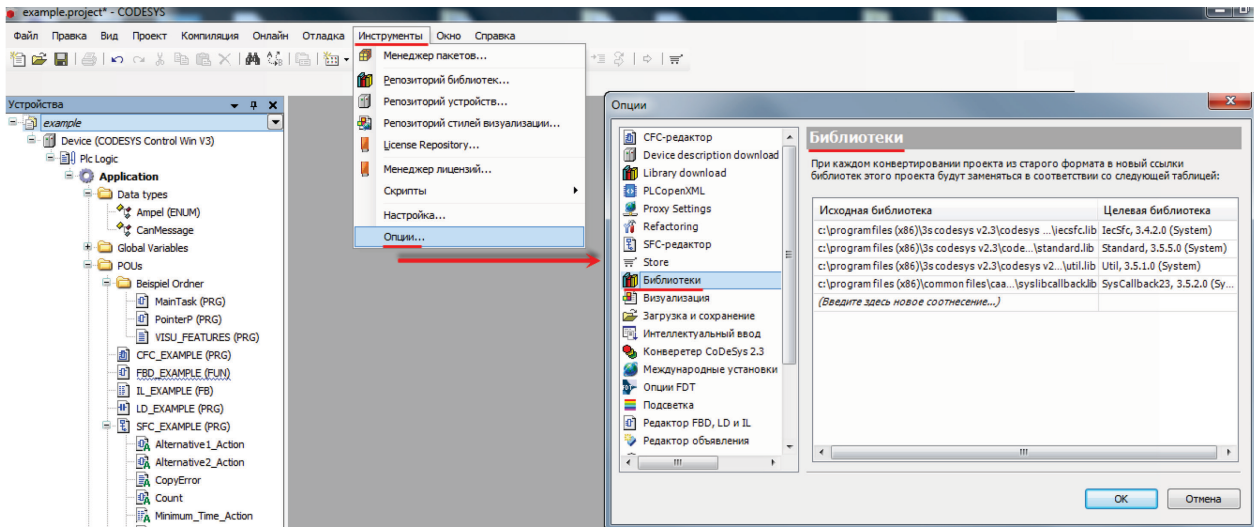 example.project* - CODESYS
Файл Правка Вид Проект Компиляция Онлайн Отладка Инструменты Окно Справка
Менеджер пакетов...
Репозиторий библиотек...
Репозиторий устройств...
Репозиторий стилей визуализации...
License Repository...
Менеджер лицензий...
Скрипты
Настройка...
Опции...
Устройства
example
Device (CODESYS Control Win V3)
Plc Logic
Application
Data types
Ampel (ENUM)
CanMessage
Global Variables
POUs
Beispiel Ordner
MainTask (PRG)
PointerP (PRG)
VISU_FEATURES (PRG)
CFC_EXAMPLE (PRG)
FBD_EXAMPLE (FUN)
IL_EXAMPLE (FB)
LD_EXAMPLE (PRG)
SFC_EXAMPLE (PRG)
Alternative1_Action
Alternative2_Action
CopyError
Count
Minimum_Time_Action
Опции
CFC-редактор
Device description download
Library download
PLCopenXML
Proxy Settings
Refactoring
SFC-редактор
Store
Библиотеки
Визуализация
Загрузка и сохранение
Интеллектуальный ввод
Конверетер CoDeSys 2.3
Международные установки
Опции FDT
Подсветка
Редактор FBD, LD и IL
Редактор объявления
Библиотеки
При каждом конвертировании проекта из старого формата в новый ссылки
библиотек этого проекта будут заменяться в соответствии со следующей таблицей:
Исходная библиотека Целевая библиотека
c:\program files (x86)\3s codesys v2.3\codesys ...\iecsfc.lib IecSfc, 3.4.2.0 (System)
c:\program files (x86)\3s codesys v2.3\code...\standard.lib Standard, 3.5.5.0 (System)
c:\program files (x86)\3s codesys v2.3\codesys v2...\util.lib Util, 3.5.1.0 (System)
c:\program files (x86)\common files\caa...\syslibcallback.lib SysCallback23, 3.5.2.0 (Sy...
(Введите здесь новое соотнесение...)
OK Отмена